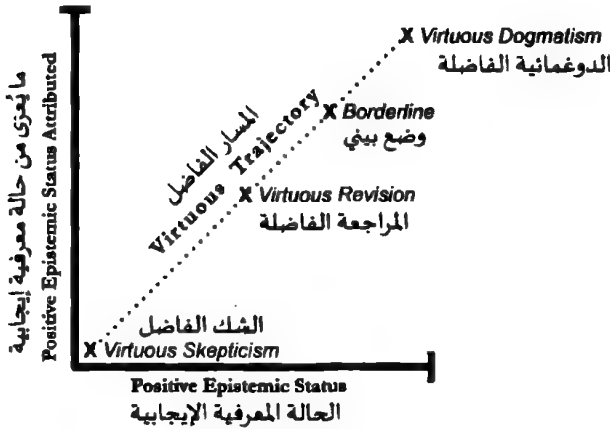 X Virtuous Dogmatism
الدوغمائية الفاضلة
X Borderline
وضع بيني
المسار الفاضل
Virtuous Trajectory
X Virtuous Revision
المراجعة الفاضلة
ما يُعزى من حالة معرفية إيجابية
Positive Epistemic Status Attributed
الشك الفاضل
X Virtuous Skepticism
Positive Epistemic Status
الحالة المعرفية الإيجابية